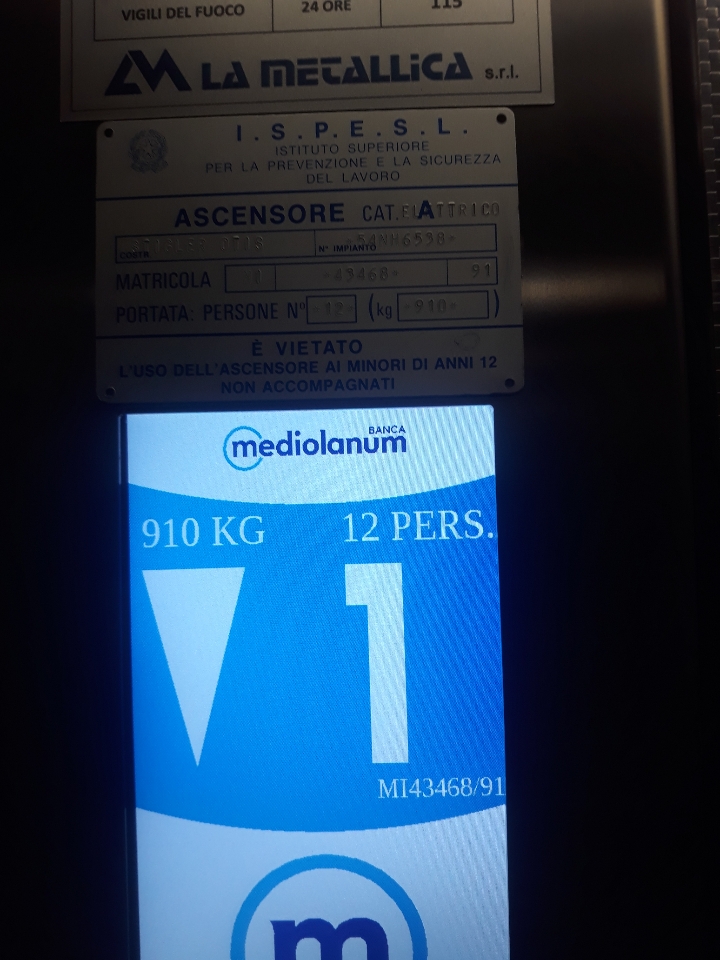 VIGILI DEL FUOCO 24 ORE 115
LA METALLICA s.r.l.
I.S.P.E.S.L.
ISTITUTO SUPERIORE
PER LA PREVENZIONE E LA SICUREZZA
DEL LAVORO
ASCENSORE CAT. A
COSTR. N° IMPIANTO
MATRICOLA 43468 91
PORTATA: PERSONE N° 12 (kg 910)
È VIETATO
L'USO DELL'ASCENSORE AI MINORI DI ANNI 12
NON ACCOMPAGNATI
BANCA
mediolanum
910 KG 12 PERS.
1
MI43468/91
m